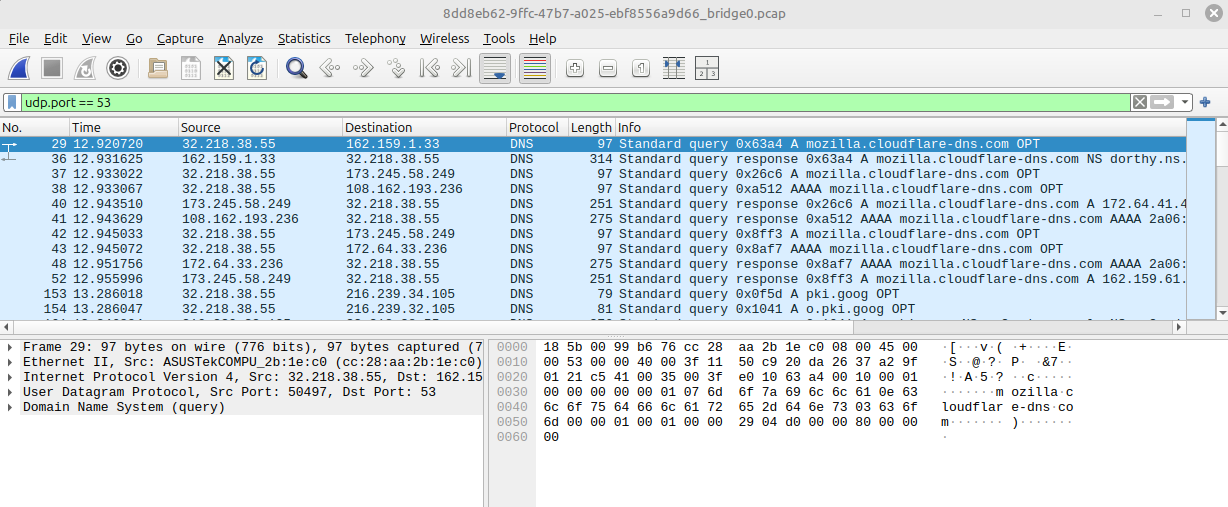 8dd8eb62-9ffc-47b7-a025-ebf8556a9d66_bridge0.pcap
File Edit View Go Capture Analyze Statistics Telephony Wireless Tools Help
udp.port == 53
No. Time Source Destination Protocol Length Info
29 12.920720 32.218.38.55 162.159.1.33 DNS 97 Standard query 0x63a4 A mozilla.cloudflare-dns.com OPT
36 12.931625 162.159.1.33 32.218.38.55 DNS 314 Standard query response 0x63a4 A mozilla.cloudflare-dns.com NS dorthy.ns.
37 12.933022 32.218.38.55 173.245.58.249 DNS 97 Standard query 0x26c6 A mozilla.cloudflare-dns.com OPT
38 12.933067 32.218.38.55 108.162.193.236 DNS 97 Standard query 0xa512 AAAA mozilla.cloudflare-dns.com OPT
40 12.943510 173.245.58.249 32.218.38.55 DNS 251 Standard query response 0x26c6 A mozilla.cloudflare-dns.com A 172.64.41.4
41 12.943629 108.162.193.236 32.218.38.55 DNS 275 Standard query response 0xa512 AAAA mozilla.cloudflare-dns.com AAAA 2a06:
42 12.945033 32.218.38.55 173.245.58.249 DNS 97 Standard query 0x8ff3 A mozilla.cloudflare-dns.com OPT
43 12.945072 32.218.38.55 172.64.33.236 DNS 97 Standard query 0x8af7 AAAA mozilla.cloudflare-dns.com OPT
48 12.951756 172.64.33.236 32.218.38.55 DNS 275 Standard query response 0x8af7 AAAA mozilla.cloudflare-dns.com AAAA 2a06:
52 12.955996 173.245.58.249 32.218.38.55 DNS 251 Standard query response 0x8ff3 A mozilla.cloudflare-dns.com A 162.159.61.
153 13.286018 32.218.38.55 216.239.34.105 DNS 79 Standard query 0x0f5d A pki.goog OPT
154 13.286047 32.218.38.55 216.239.32.105 DNS 81 Standard query 0x1041 A o.pki.goog OPT
Frame 29: 97 bytes on wire (776 bits), 97 bytes captured (7
Ethernet II, Src: ASUSTekCOMPU_2b:1e:c0 (cc:28:aa:2b:1e:c0)
Internet Protocol Version 4, Src: 32.218.38.55, Dst: 162.15
User Datagram Protocol, Src Port: 50497, Dst Port: 53
Domain Name System (query)
0000 18 5b 00 99 b6 76 cc 28 aa 2b 1e c0 08 00 45 00 ·[···v·( ·+····E·
0010 00 53 00 00 40 00 3f 11 50 c9 20 da 26 37 a2 9f ·S··@·?· P· ·&7··
0020 01 21 c5 41 00 35 00 3f e0 10 63 a4 00 10 00 01 ·!·A·5·? ··c·····
0030 00 00 00 00 00 01 07 6d 6f 7a 69 6c 6c 61 0e 63 ·······m ozilla·c
0040 6c 6f 75 64 66 6c 61 72 65 2d 64 6e 73 03 63 6f loudflar e-dns·co
0050 6d 00 00 01 00 01 00 00 29 04 d0 00 00 80 00 00 m······· )·······
0060 00 ·